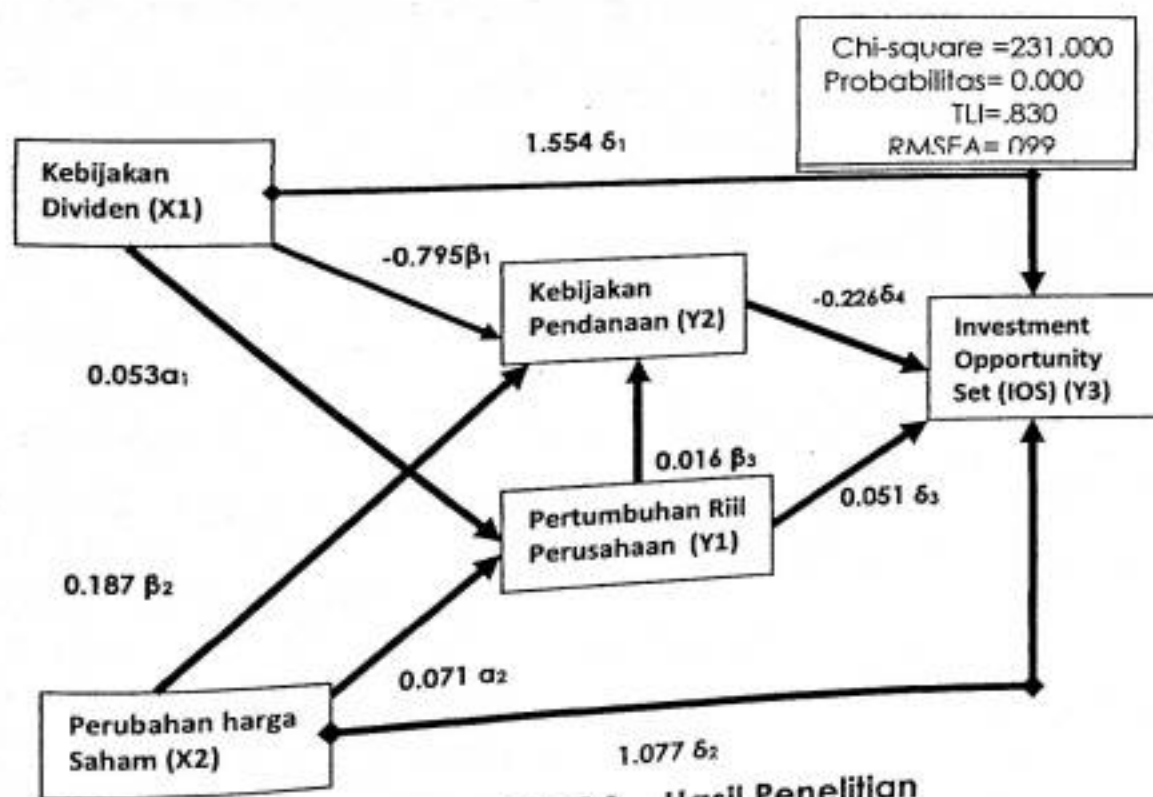 Chi-square =231.000
Probabilitas= 0.000
TLI=.830
RMSEA=.099
1.554 δ₁
Kebijakan
Dividen (X1)
-0.795β₁
Kebijakan
Pendanaan (Y2)
-0.226δ₄
Investment
Opportunity
Set (IOS) (Y3)
0.053α₁
0.016 β₃
Pertumbuhan Riil
Perusahaan (Y1)
0.051 δ₃
0.187 β₂
0.071 α₂
Perubahan harga
Saham (X2)
1.077 δ₂
Hasil Penelitian